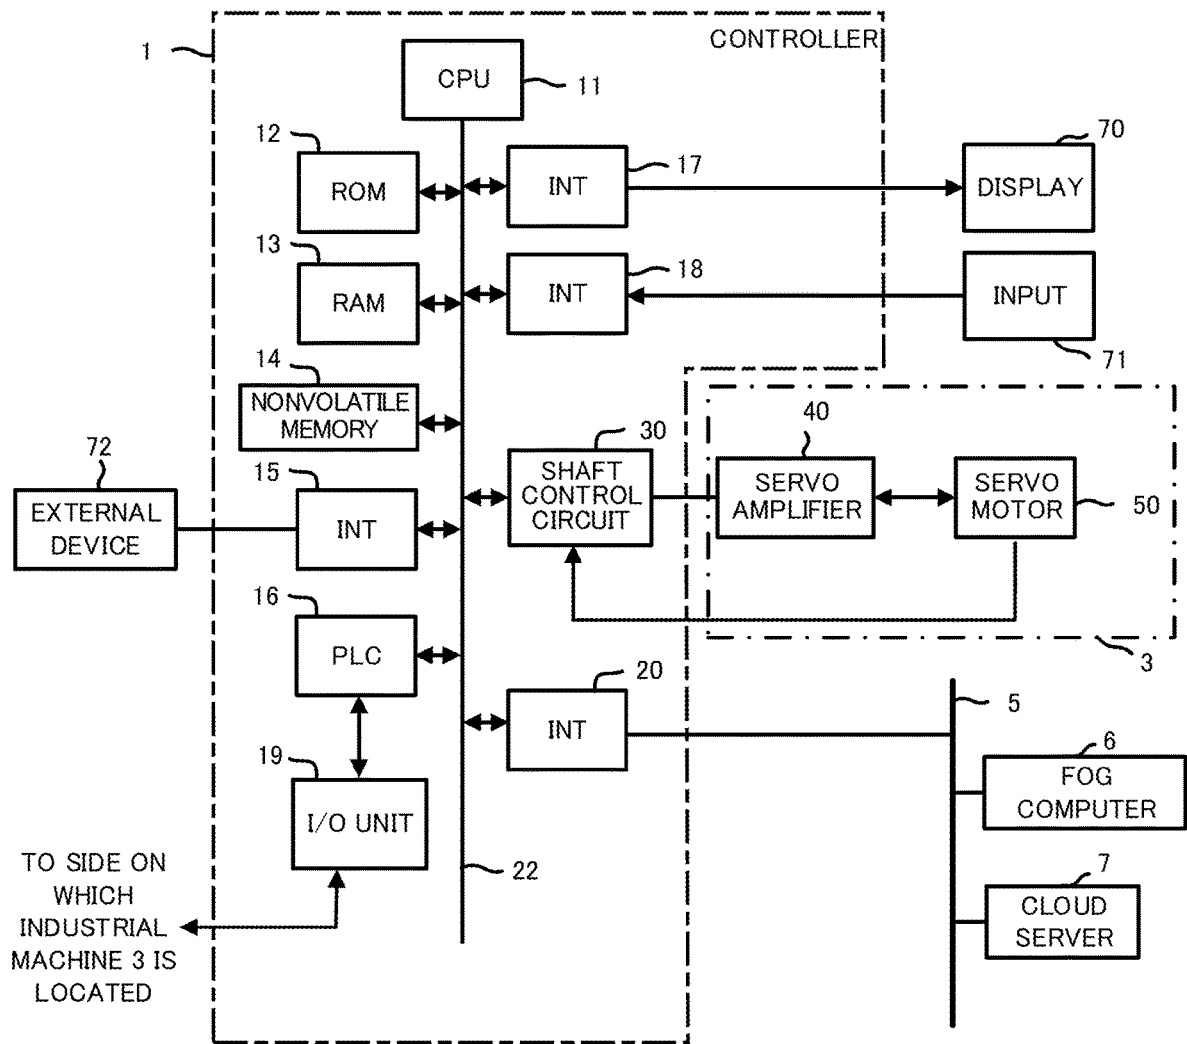 1
CONTROLLER
CPU
11
12
ROM
INT
17
70
DISPLAY
13
RAM
INT
18
INPUT
71
14
NONVOLATILE
MEMORY
72
EXTERNAL
DEVICE
15
INT
30
SHAFT
CONTROL
CIRCUIT
40
SERVO
AMPLIFIER
SERVO
MOTOR
50
3
16
PLC
20
INT
5
6
FOG
COMPUTER
19
I/O UNIT
22
7
CLOUD
SERVER
TO SIDE ON
WHICH
INDUSTRIAL
MACHINE 3 IS
LOCATED